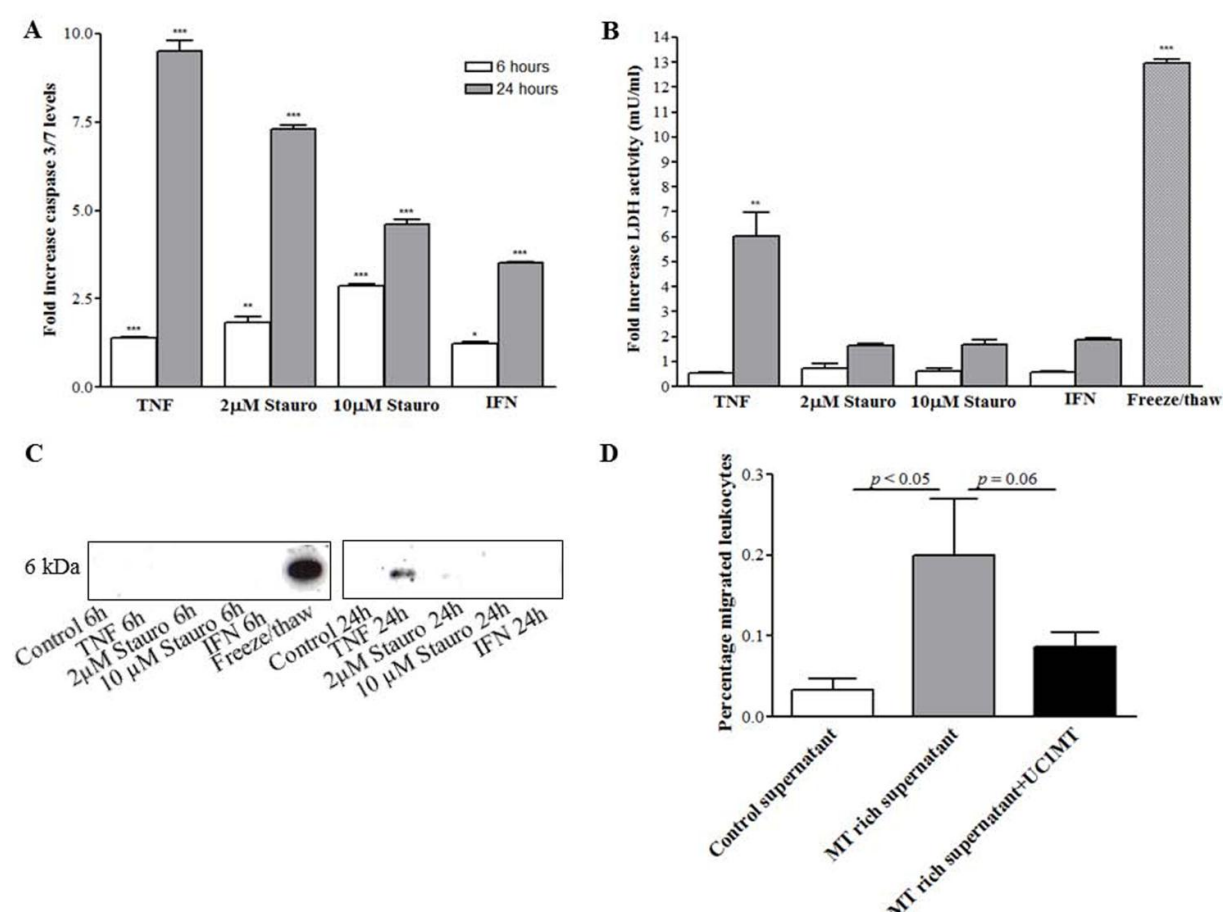 A
Fold increase caspase 3/7 levels
10.0
7.5
5.0
2.5
0.0
***
***
**
***
***
***
*
***
6 hours
24 hours
TNF
2µM Stauro
10µM Stauro
IFN
B
Fold increase LDH activity (mU/ml)
14
13
12
11
10
9
8
7
6
5
4
3
2
1
0
**
***
TNF
2µM Stauro
10µM Stauro
IFN
Freeze/thaw
C
6 kDa
Control 6h
TNF 6h
2µM Stauro 6h
10 µM Stauro 6h
IFN 6h
Freeze/thaw
Control 24h
TNF 24h
2µM Stauro 24h
10 µM Stauro 24h
IFN 24h
D
Percentage migrated leukocytes
0.3
0.2
0.1
0.0
p < 0.05
p = 0.06
Control supernatant
MT rich supernatant
MT rich supernatant+UC1MT